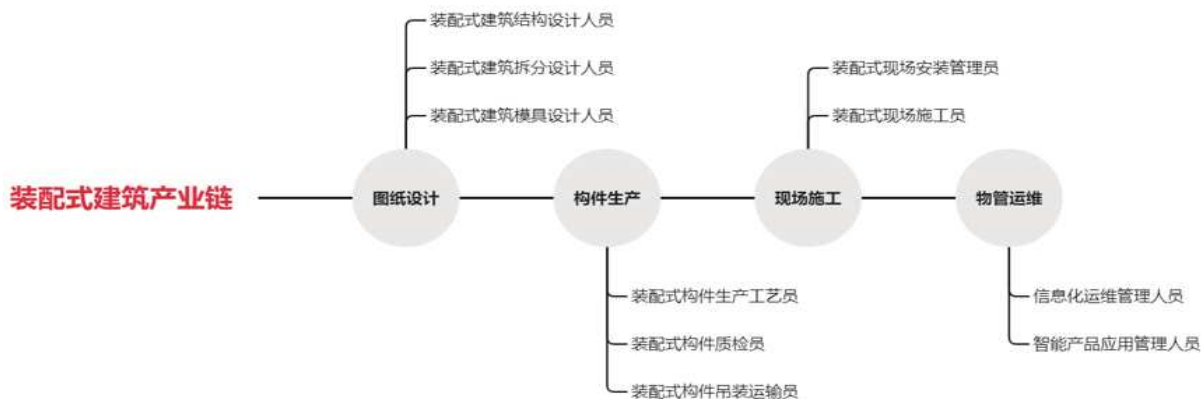 装配式建筑产业链
图纸设计
装配式建筑结构设计人员
装配式建筑拆分设计人员
装配式建筑模具设计人员
构件生产
装配式构件生产工艺员
装配式构件质检员
装配式构件吊装运输员
现场施工
装配式现场安装管理员
装配式现场施工员
物管运维
信息化运维管理人员
智能产品应用管理人员